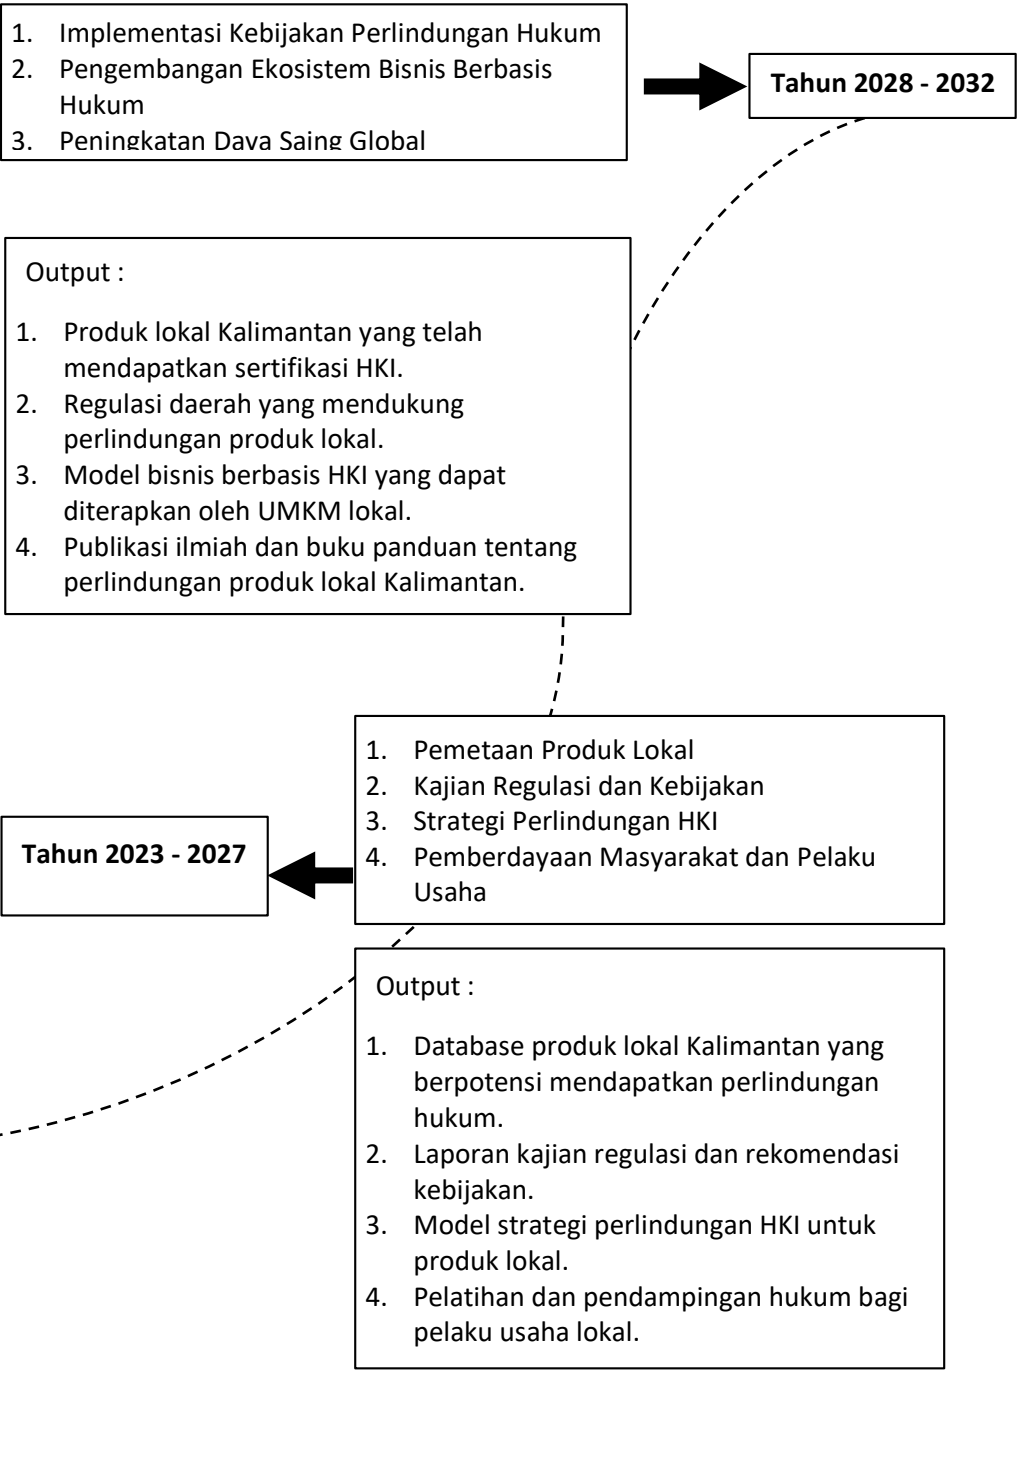 1. Implementasi Kebijakan Perlindungan Hukum
2. Pengembangan Ekosistem Bisnis Berbasis
Hukum
3. Peningkatan Daya Saing Global
Tahun 2028 - 2032
Output :
1. Produk lokal Kalimantan yang telah
mendapatkan sertifikasi HKI.
2. Regulasi daerah yang mendukung
perlindungan produk lokal.
3. Model bisnis berbasis HKI yang dapat
diterapkan oleh UMKM lokal.
4. Publikasi ilmiah dan buku panduan tentang
perlindungan produk lokal Kalimantan.
1. Pemetaan Produk Lokal
2. Kajian Regulasi dan Kebijakan
3. Strategi Perlindungan HKI
4. Pemberdayaan Masyarakat dan Pelaku
Usaha
Tahun 2023 - 2027
Output :
1. Database produk lokal Kalimantan yang
berpotensi mendapatkan perlindungan
hukum.
2. Laporan kajian regulasi dan rekomendasi
kebijakan.
3. Model strategi perlindungan HKI untuk
produk lokal.
4. Pelatihan dan pendampingan hukum bagi
pelaku usaha lokal.